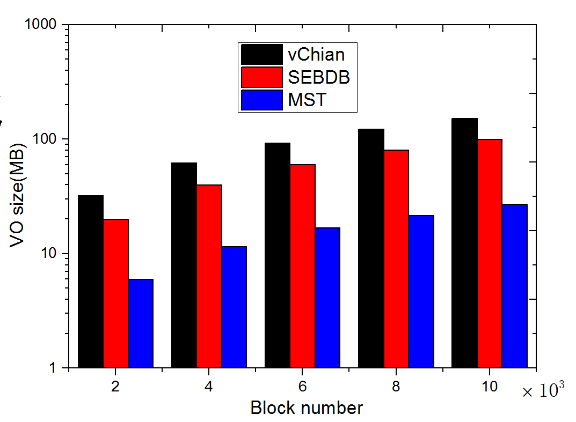 1000
100
10
1
VO size(MB)
vChian
SEBDB
MST
2 4 6 8 10 × 10³
Block number